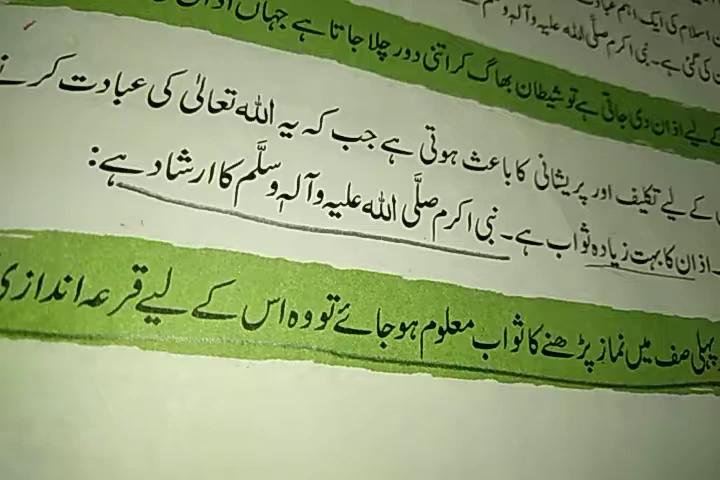 اسلام کی ایک اہم عبادت
کی گئی ہے۔ نبی اکرم صلَّی اللہ علیہ وآلہٖ وسلَّم
کے لیے اذان دی جاتی ہے تو شیطان بھاگ کر اتنی دور چلا جاتا ہے جہاں اذان
کے لیے تکلیف اور پریشانی کا باعث ہوتی ہے جب کہ یہ اللہ تعالیٰ کی عبادت کرنے
۔ اذان کا بہت زیادہ ثواب ہے۔ نبی اکرم صلَّی اللہ علیہ وآلہٖ وسلَّم کا ارشاد ہے:
پہلی صف میں نماز پڑھنے کا ثواب معلوم ہو جائے تو وہ اس کے لیے قرعہ اندازی